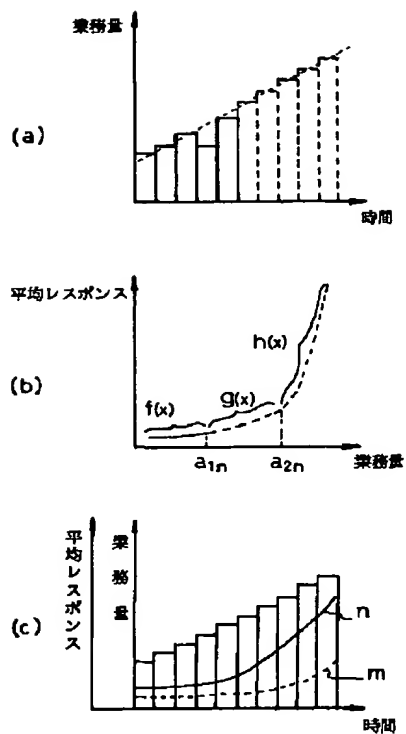 業務量
(a)
時間
平均レスポンス
(b)
f(x)
g(x)
h(x)
a1n
a2n
業務量
(c)
平均レスポンス
業務量
n
m
時間